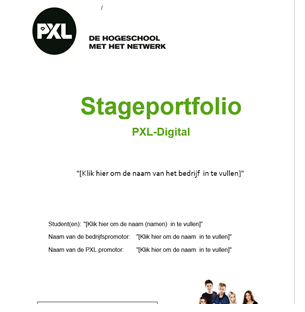 /
PXL
DE HOGESCHOOL
MET HET NETWERK
Stageportfolio
PXL-Digital
"[Klik hier om de naam van het bedrijf in te vullen]"
Student(en): "[Klik hier om de naam (namen) in te vullen]"
Naam van de bedrijfspromotor: "[Klik hier om de naam in te vullen]"
Naam van de PXL promotor: "[Klik hier om de naam in te vullen]"